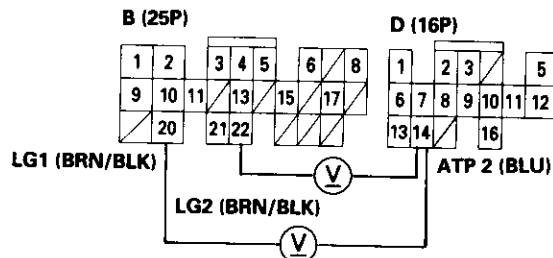 B (25P)
D (16P)
1 2 3 4 5 6 8
9 10 11 13 15 17
20 21 22
1 2 3 5
6 7 8 9 10 11 12
13 14 16
LG1 (BRN/BLK)
ATP 2 (BLU)
V
LG2 (BRN/BLK)
V